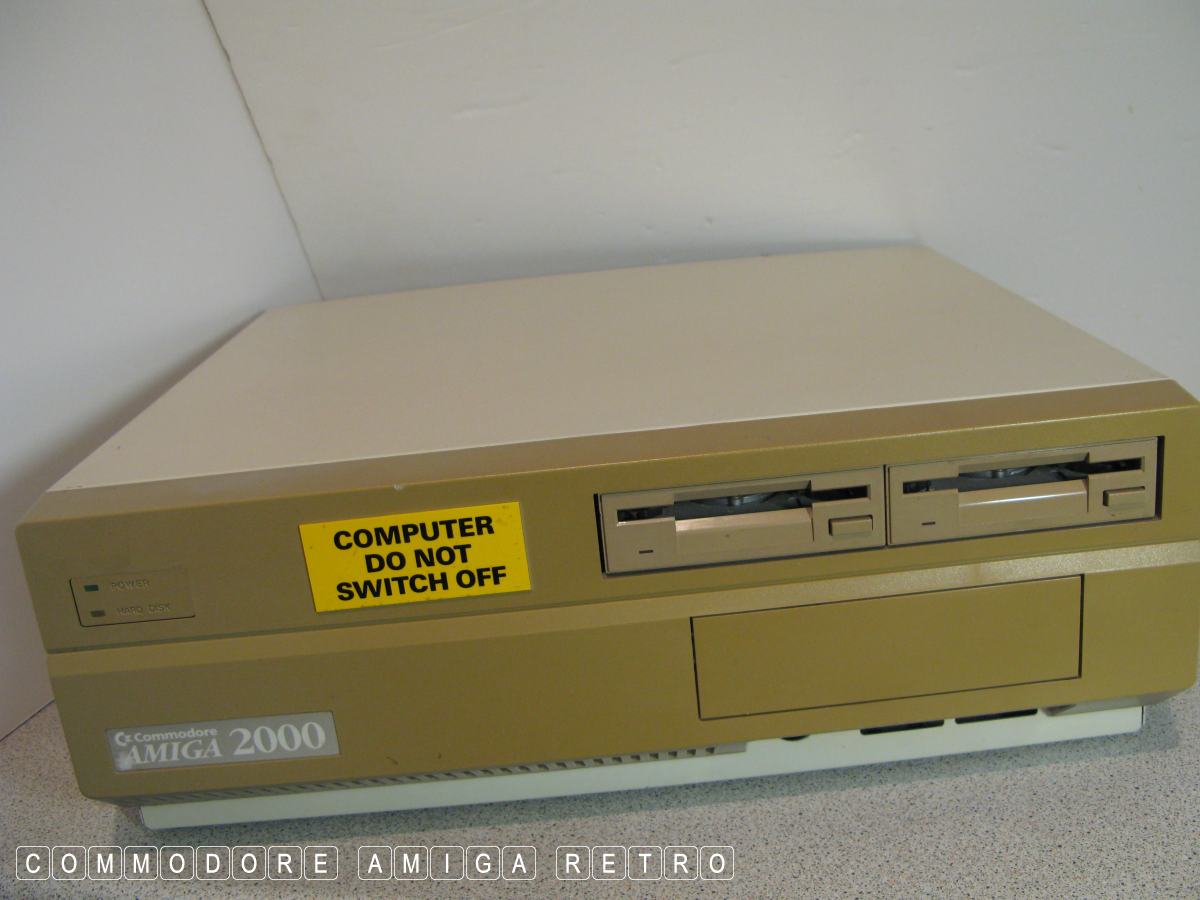 COMPUTER
DO NOT
SWITCH OFF
POWER
HARD DISK
Commodore
AMIGA 2000
COMMODORE AMIGA RETRO